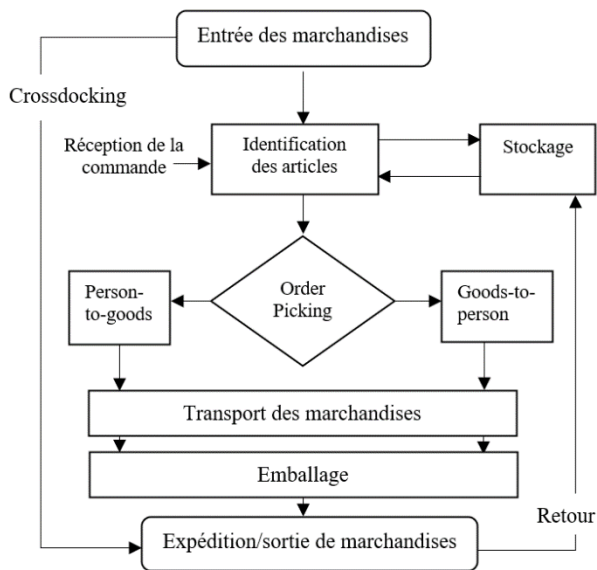 Entrée des marchandises
Crossdocking
Réception de la
commande
Identification
des articles
Stockage
Order
Picking
Person-
to-goods
Goods-to-
person
Transport des marchandises
Emballage
Retour
Expédition/sortie de marchandises